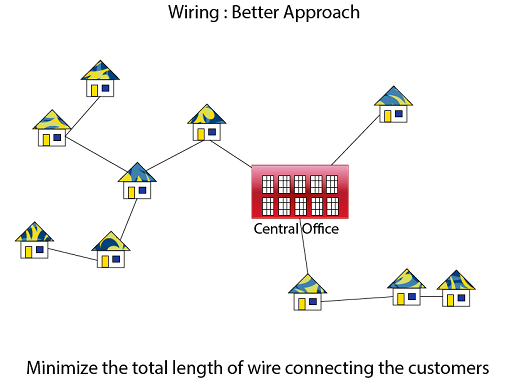 Wiring : Better Approach
Central Office
Minimize the total length of wire connecting the customers